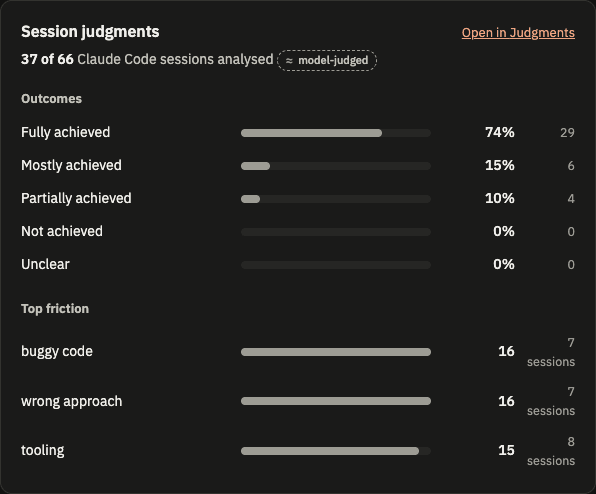 Session judgments Open in Judgments
37 of 66 Claude Code sessions analysed ≈ model-judged
Outcomes
Fully achieved 74% 29
Mostly achieved 15% 6
Partially achieved 10% 4
Not achieved 0% 0
Unclear 0% 0
Top friction
buggy code 16 7 sessions
wrong approach 16 7 sessions
tooling 15 8 sessions